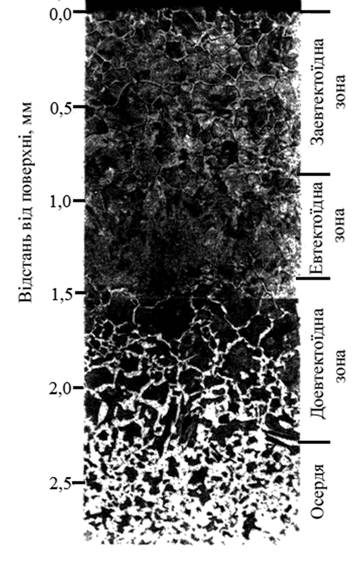 Відстань від поверхні, мм
0,0
0,5
1,0
1,5
2,0
2,5
Заевтектоїдна
зона
Евтектоїдна
зона
Доевтектоїдна
зона
Осердя